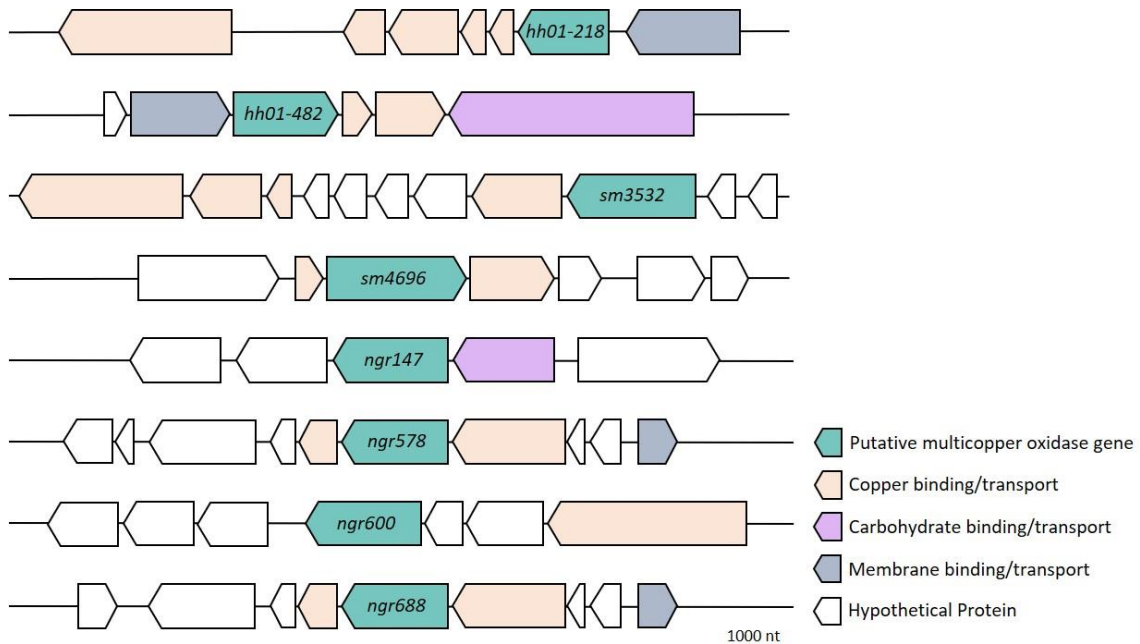 hh01-218
hh01-482
sm3532
sm4696
ngr147
ngr578
ngr600
ngr688
1000 nt
Putative multicopper oxidase gene
Copper binding/transport
Carbohydrate binding/transport
Membrane binding/transport
Hypothetical Protein